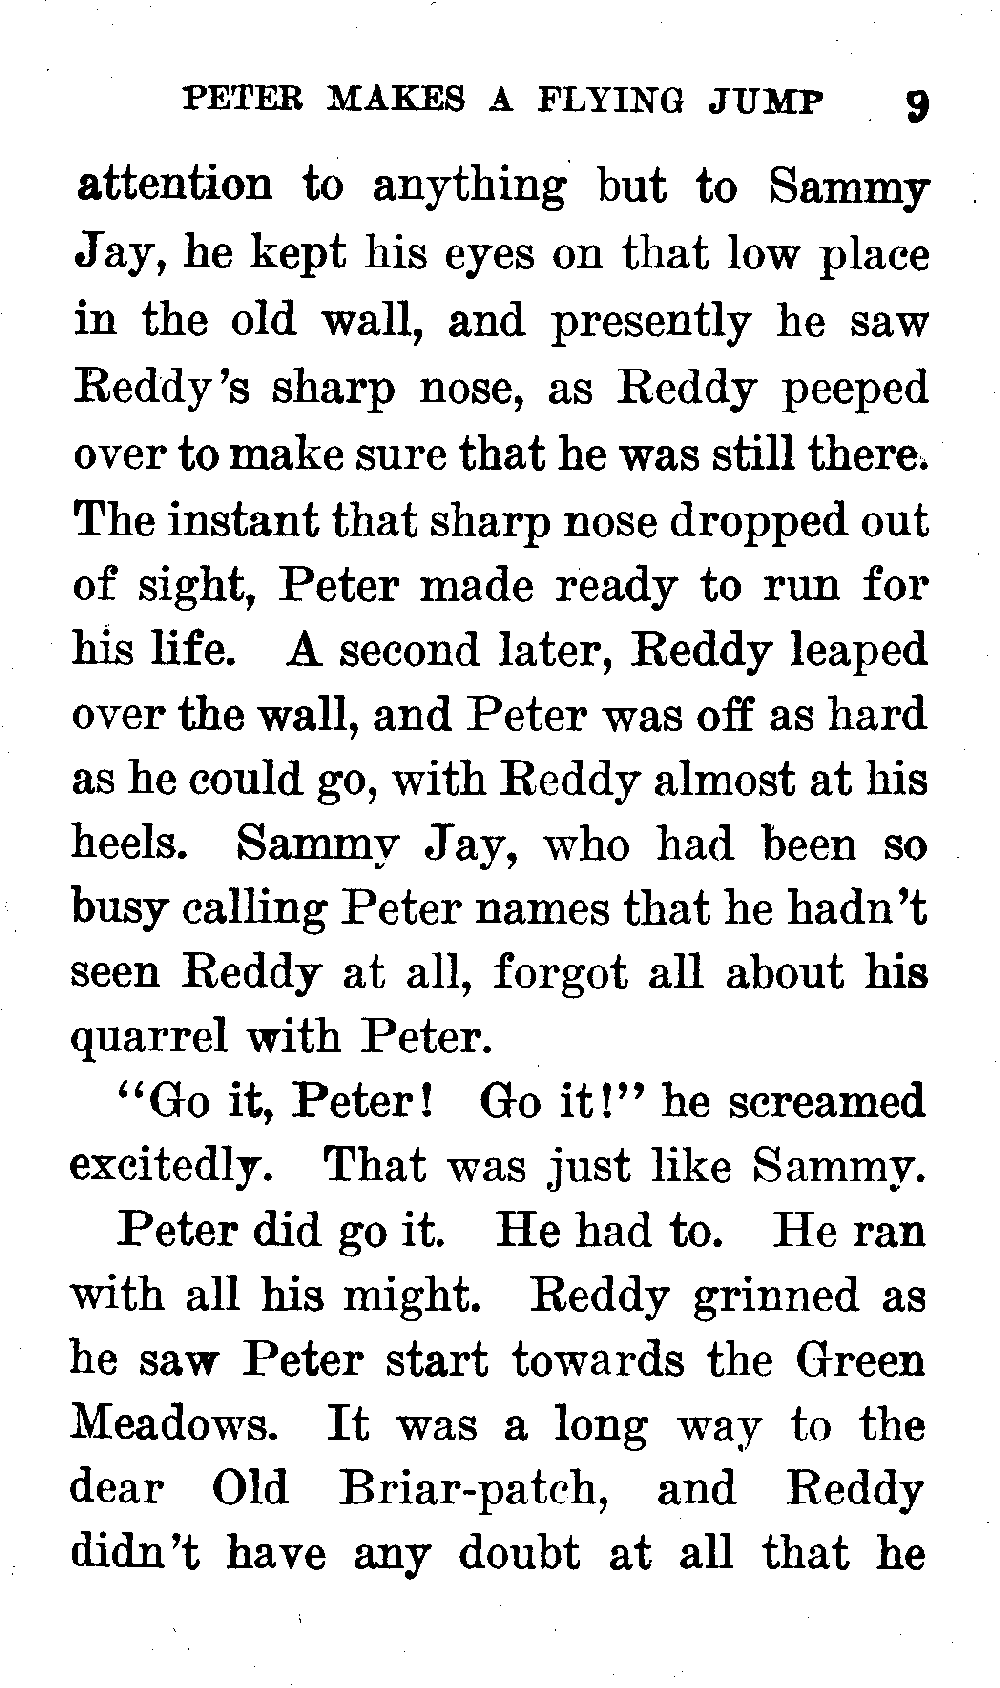 PETER MAKES A FLYING JUMP 9
attention to anything but to Sammy
Jay, he kept his eyes on that low place
in the old wall, and presently he saw
Reddy's sharp nose, as Reddy peeped
over to make sure that he was still there.
The instant that sharp nose dropped out
of sight, Peter made ready to run for
his life. A second later, Reddy leaped
over the wall, and Peter was off as hard
as he could go, with Reddy almost at his
heels. Sammy Jay, who had been so
busy calling Peter names that he hadn't
seen Reddy at all, forgot all about his
quarrel with Peter.
"Go it, Peter! Go it!" he screamed
excitedly. That was just like Sammy.
Peter did go it. He had to. He ran
with all his might. Reddy grinned as
he saw Peter start towards the Green
Meadows. It was a long way to the
dear Old Briar-patch, and Reddy
didn't have any doubt at all that he